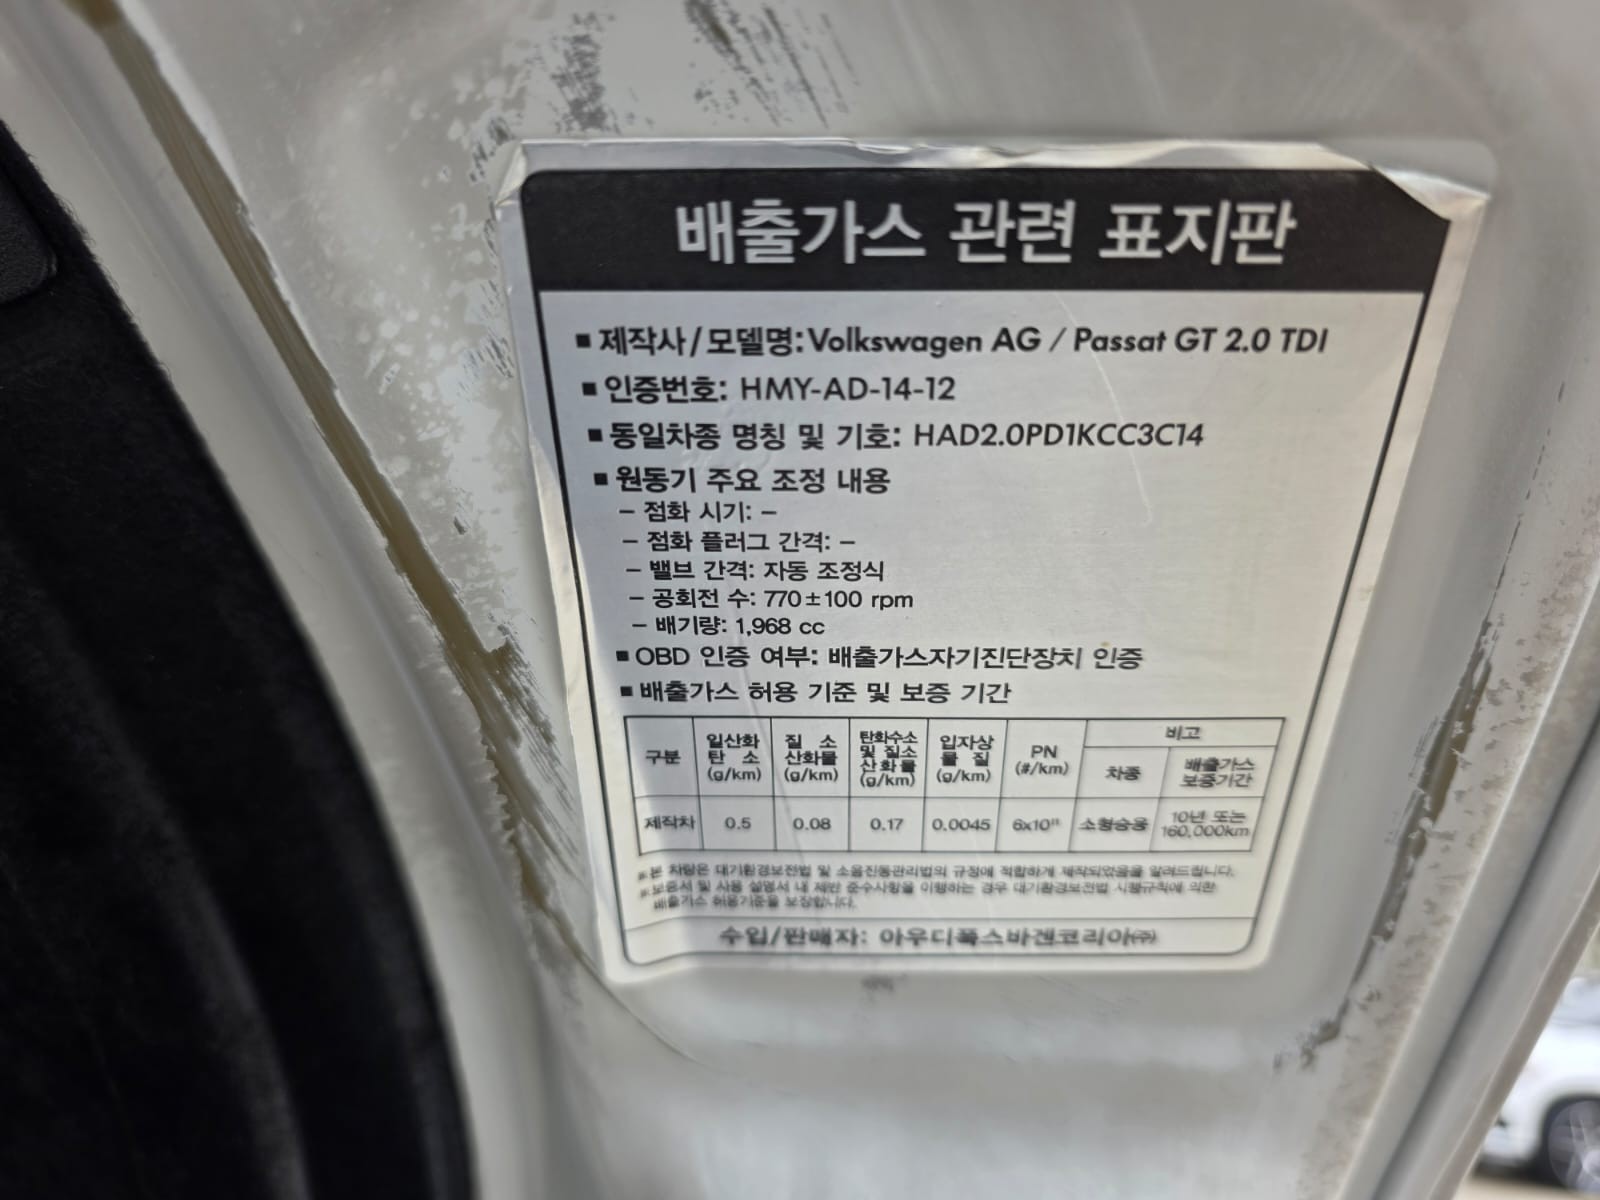 배출가스 관련 표지판
■ 제작사/모델명: Volkswagen AG / Passat GT 2.0 TDI
■ 인증번호: HMY-AD-14-12
■ 동일차종 명칭 및 기호: HAD2.0PD1KCC3C14
■ 원동기 주요 조정 내용
– 점화 시기: –
– 점화 플러그 간격: –
– 밸브 간격: 자동 조정식
– 공회전 수: 770±100 rpm
– 배기량: 1,968 cc
■ OBD 인증 여부: 배출가스자기진단장치 인증
■ 배출가스 허용 기준 및 보증 기간
구분 일산화탄소 (g/km) 질소산화물 (g/km) 탄화수소 및 질소산화물 (g/km) 입자상물질 (g/km) PN (#/km) 비고
차종 배출가스 보증기간
제작차 0.5 0.08 0.17 0.0045 6x10¹¹ 소형승용 10년 또는 160,000km
※본 차량은 대기환경보전법 및 소음진동관리법의 규정에 적합하게 제작되었음을 알려드립니다.
※보증서 및 사용 설명서 내 제반 준수사항을 이행하는 경우 대기환경보전법 시행규칙에 의한
배출가스 허용기준을 보장합니다.
수입/판매자: 아우디폭스바겐코리아㈜